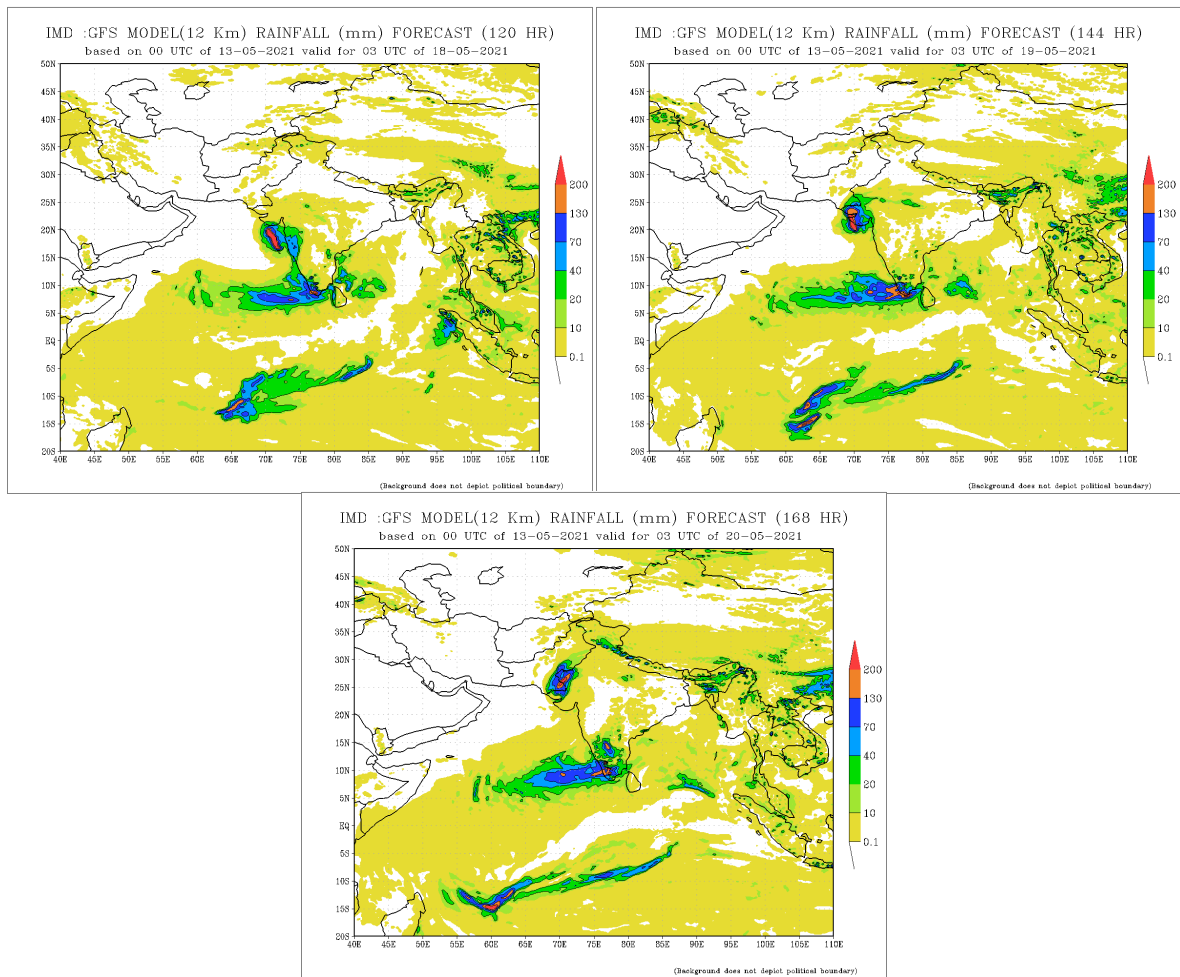 IMD :GFS MODEL(12 Km) RAINFALL (mm) FORECAST (120 HR)
based on 00 UTC of 13-05-2021 valid for 03 UTC of 18-05-2021
50N
45N
40N
35N
30N
25N
20N
15N
10N
5N
EQ
5S
10S
15S
20S
40E 45E 50E 55E 60E 65E 70E 75E 80E 85E 90E 95E 100E 105E 110E
200
130
70
40
20
10
0.1
(Background does not depict political boundary)
IMD :GFS MODEL(12 Km) RAINFALL (mm) FORECAST (144 HR)
based on 00 UTC of 13-05-2021 valid for 03 UTC of 19-05-2021
50N
45N
40N
35N
30N
25N
20N
15N
10N
5N
EQ
5S
10S
15S
20S
40E 45E 50E 55E 60E 65E 70E 75E 80E 85E 90E 95E 100E 105E 110E
200
130
70
40
20
10
0.1
(Background does not depict political boundary)
IMD :GFS MODEL(12 Km) RAINFALL (mm) FORECAST (168 HR)
based on 00 UTC of 13-05-2021 valid for 03 UTC of 20-05-2021
50N
45N
40N
35N
30N
25N
20N
15N
10N
5N
EQ
5S
10S
15S
20S
40E 45E 50E 55E 60E 65E 70E 75E 80E 85E 90E 95E 100E 105E 110E
200
130
70
40
20
10
0.1
(Background does not depict political boundary)